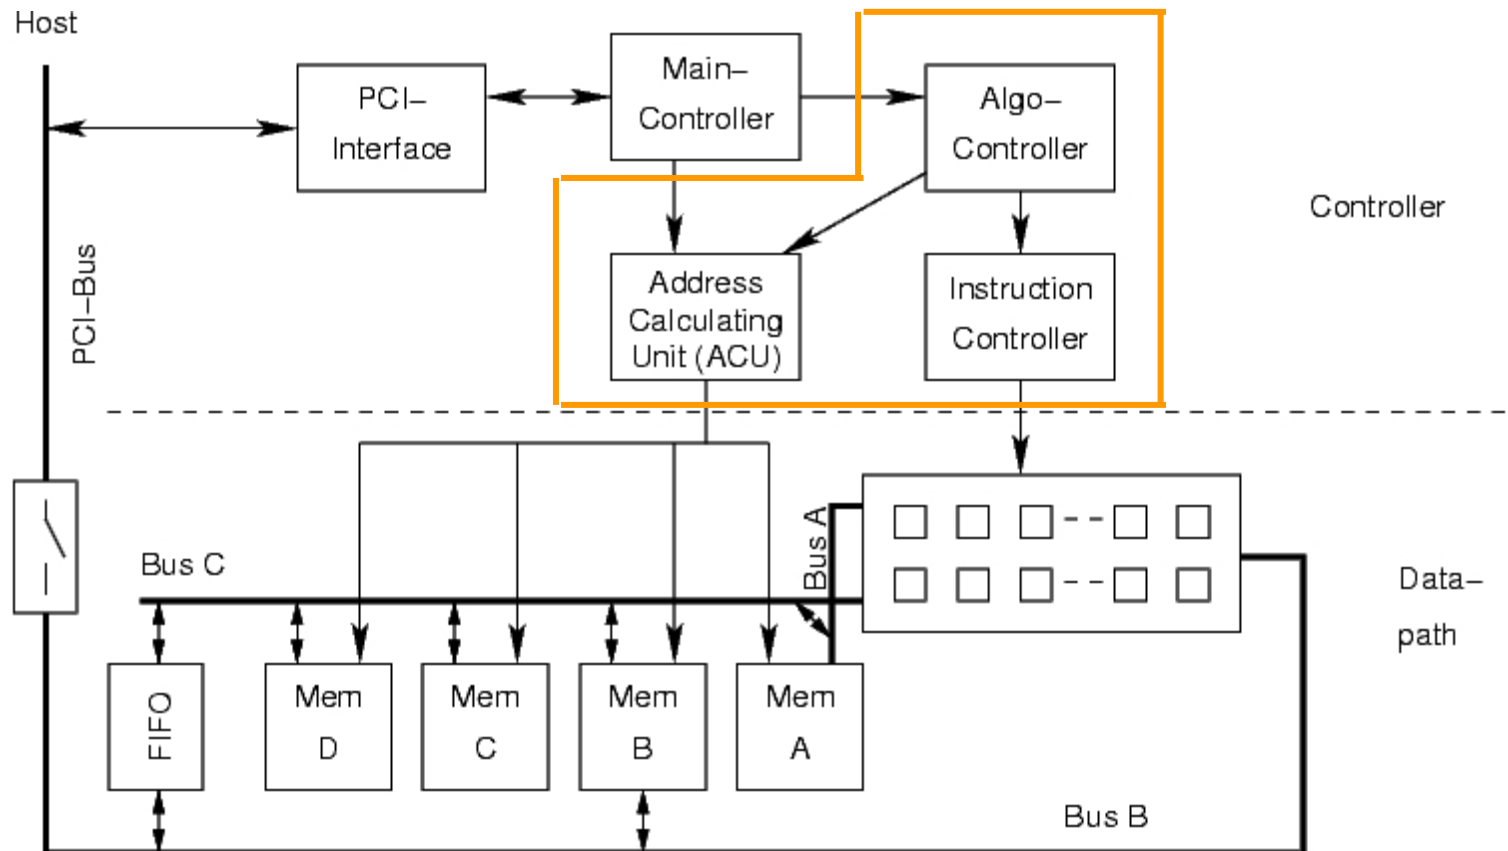 Host
PCI–
Interface
Main–
Controller
Algo–
Controller
Controller
PCI–Bus
Address
Calculating
Unit (ACU)
Instruction
Controller
Bus C
Bus A
Data–
path
FIFO
Mem
D
Mem
C
Mem
B
Mem
A
Bus B